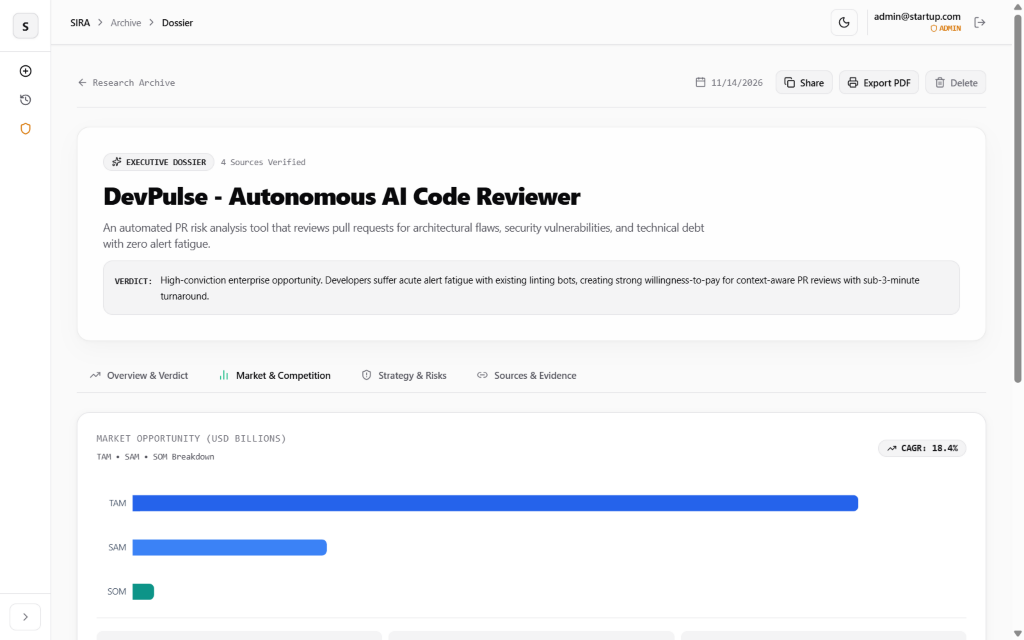 S
SIRA > Archive > Dossier
admin@startup.com
ADMIN
Research Archive
11/14/2026
Share
Export PDF
Delete
EXECUTIVE DOSSIER
4 Sources Verified
DevPulse - Autonomous AI Code Reviewer
An automated PR risk analysis tool that reviews pull requests for architectural flaws, security vulnerabilities, and technical debt
with zero alert fatigue.
VERDICT: High-conviction enterprise opportunity. Developers suffer acute alert fatigue with existing linting bots, creating strong willingness-to-pay for context-aware PR reviews with sub-3-minute
turnaround.
Overview & Verdict
Market & Competition
Strategy & Risks
Sources & Evidence
MARKET OPPORTUNITY (USD BILLIONS)
TAM • SAM • SOM Breakdown
CAGR: 18.4%
TAM
SAM
SOM